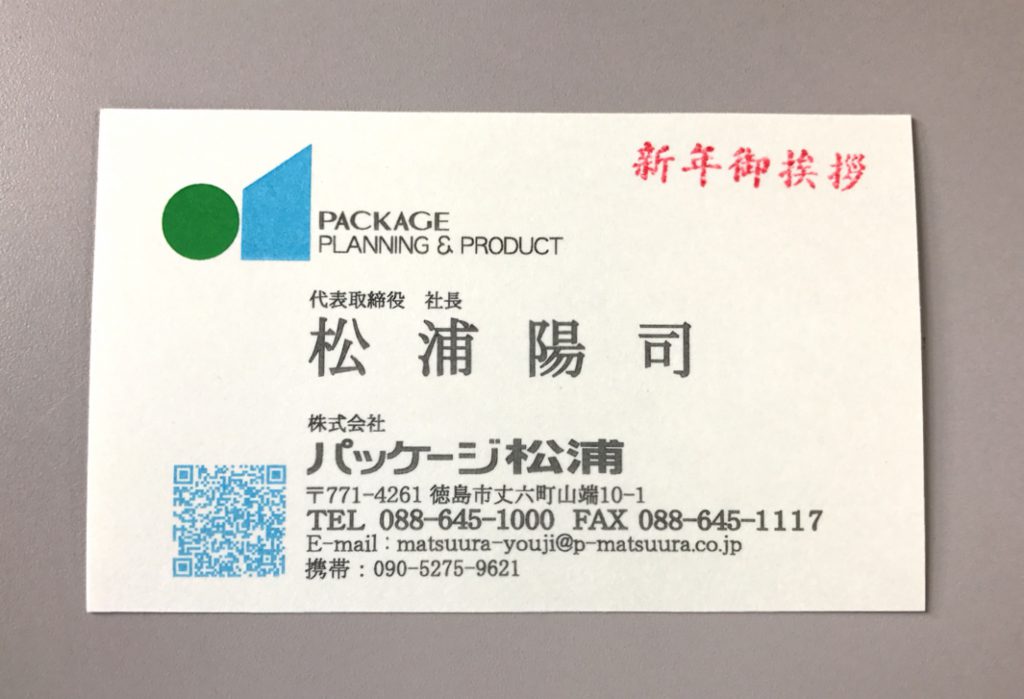 新年御挨拶
PACKAGE
PLANNING & PRODUCT
代表取締役 社長
松浦陽司
株式会社
パッケージ松浦
〒771-4261 徳島市丈六町山端10-1
TEL 088-645-1000 FAX 088-645-1117
E-mail：matsuura-youji@p-matsuura.co.jp
携帯：090-5275-9621